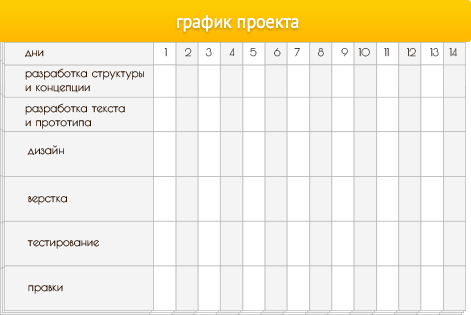 график проекта
дни 1 2 3 4 5 6 7 8 9 10 11 12 13 14
разработка структуры
и концепции
разработка текста
и прототипа
дизайн
верстка
тестирование
правки